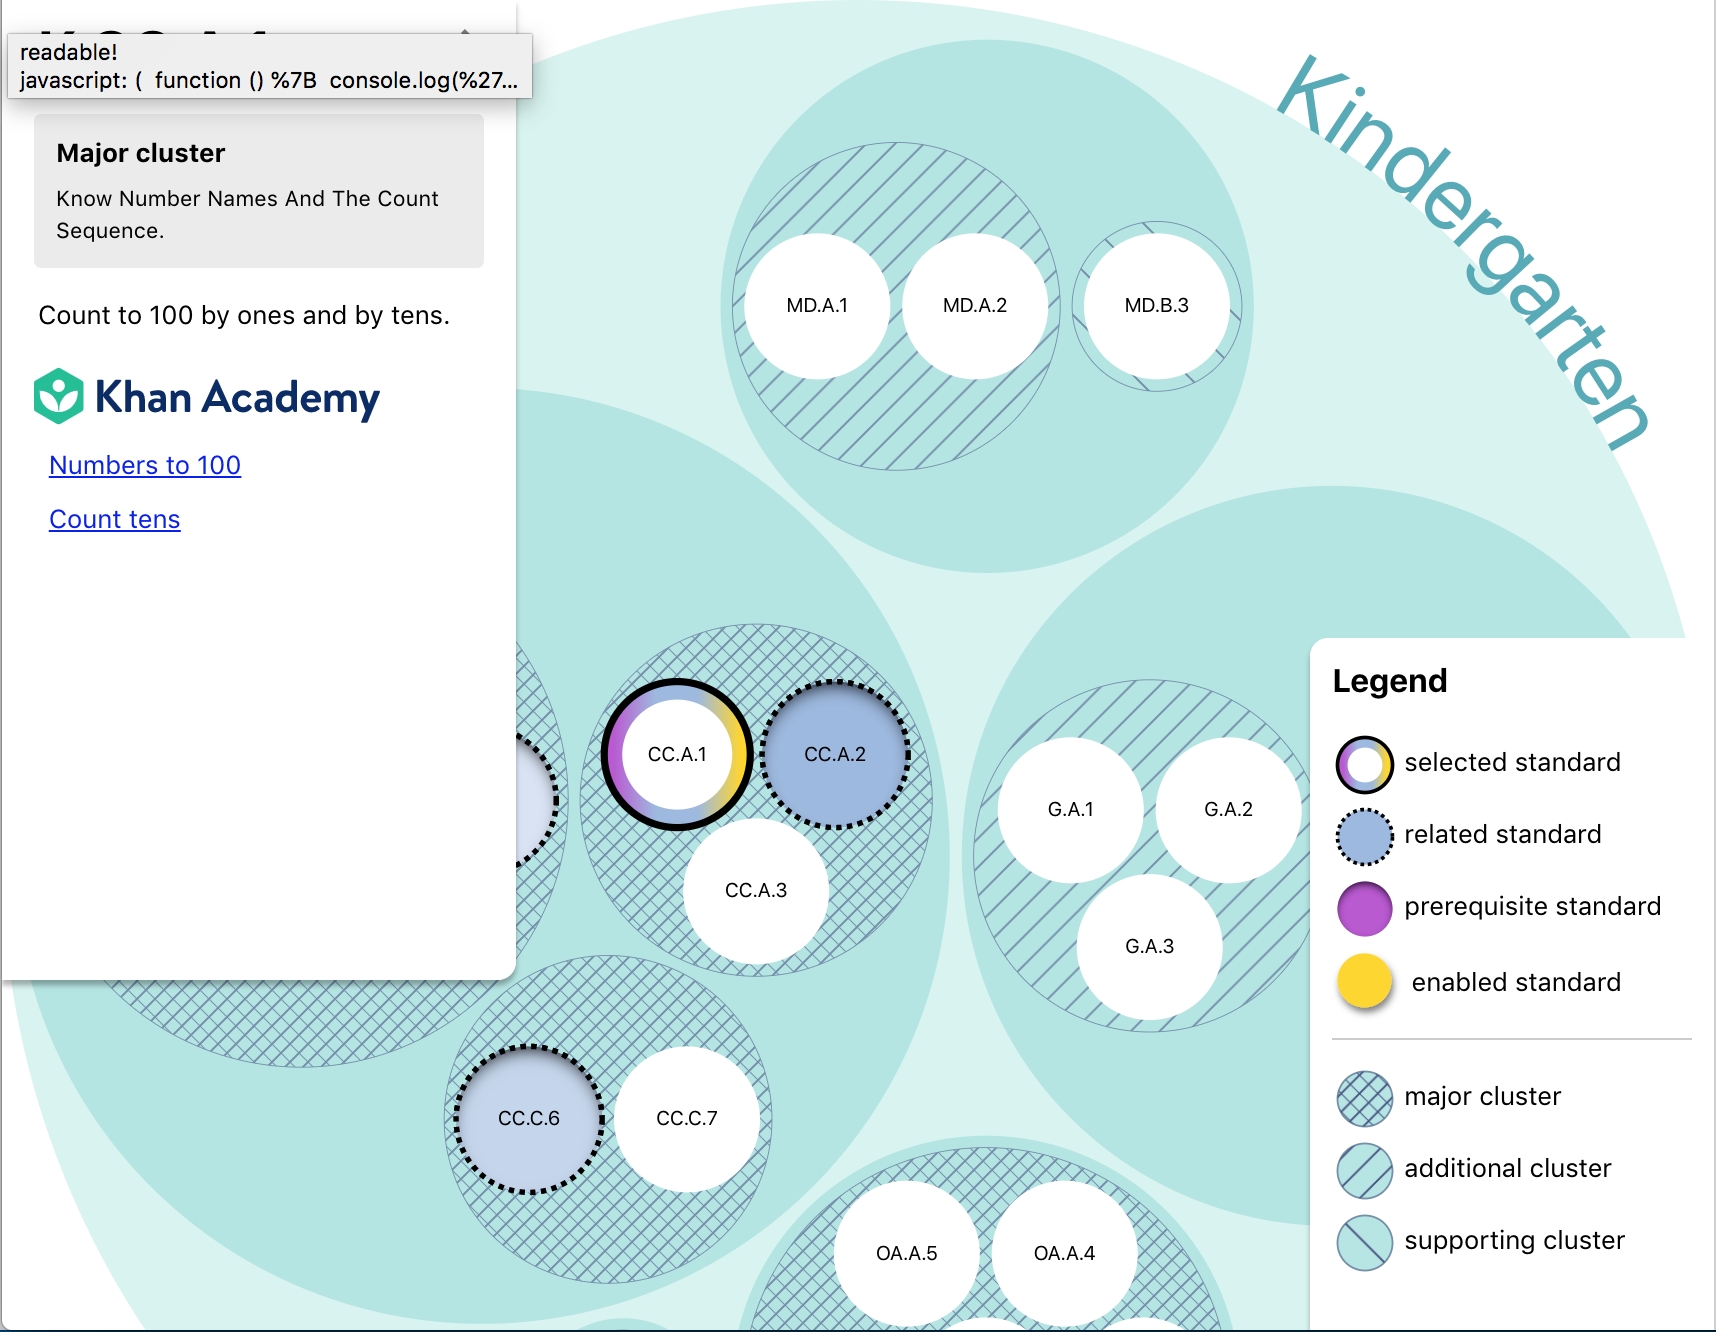 readable!
javascript: ( function () %7B console.log(%27...
Major cluster
Know Number Names And The Count
Sequence.
Count to 100 by ones and by tens.
Khan Academy
Numbers to 100
Count tens
Kindergarten
MD.A.1
MD.A.2
MD.B.3
CC.A.1
CC.A.2
CC.A.3
G.A.1
G.A.2
G.A.3
CC.C.6
CC.C.7
OA.A.5
OA.A.4
Legend
selected standard
related standard
prerequisite standard
enabled standard
major cluster
additional cluster
supporting cluster